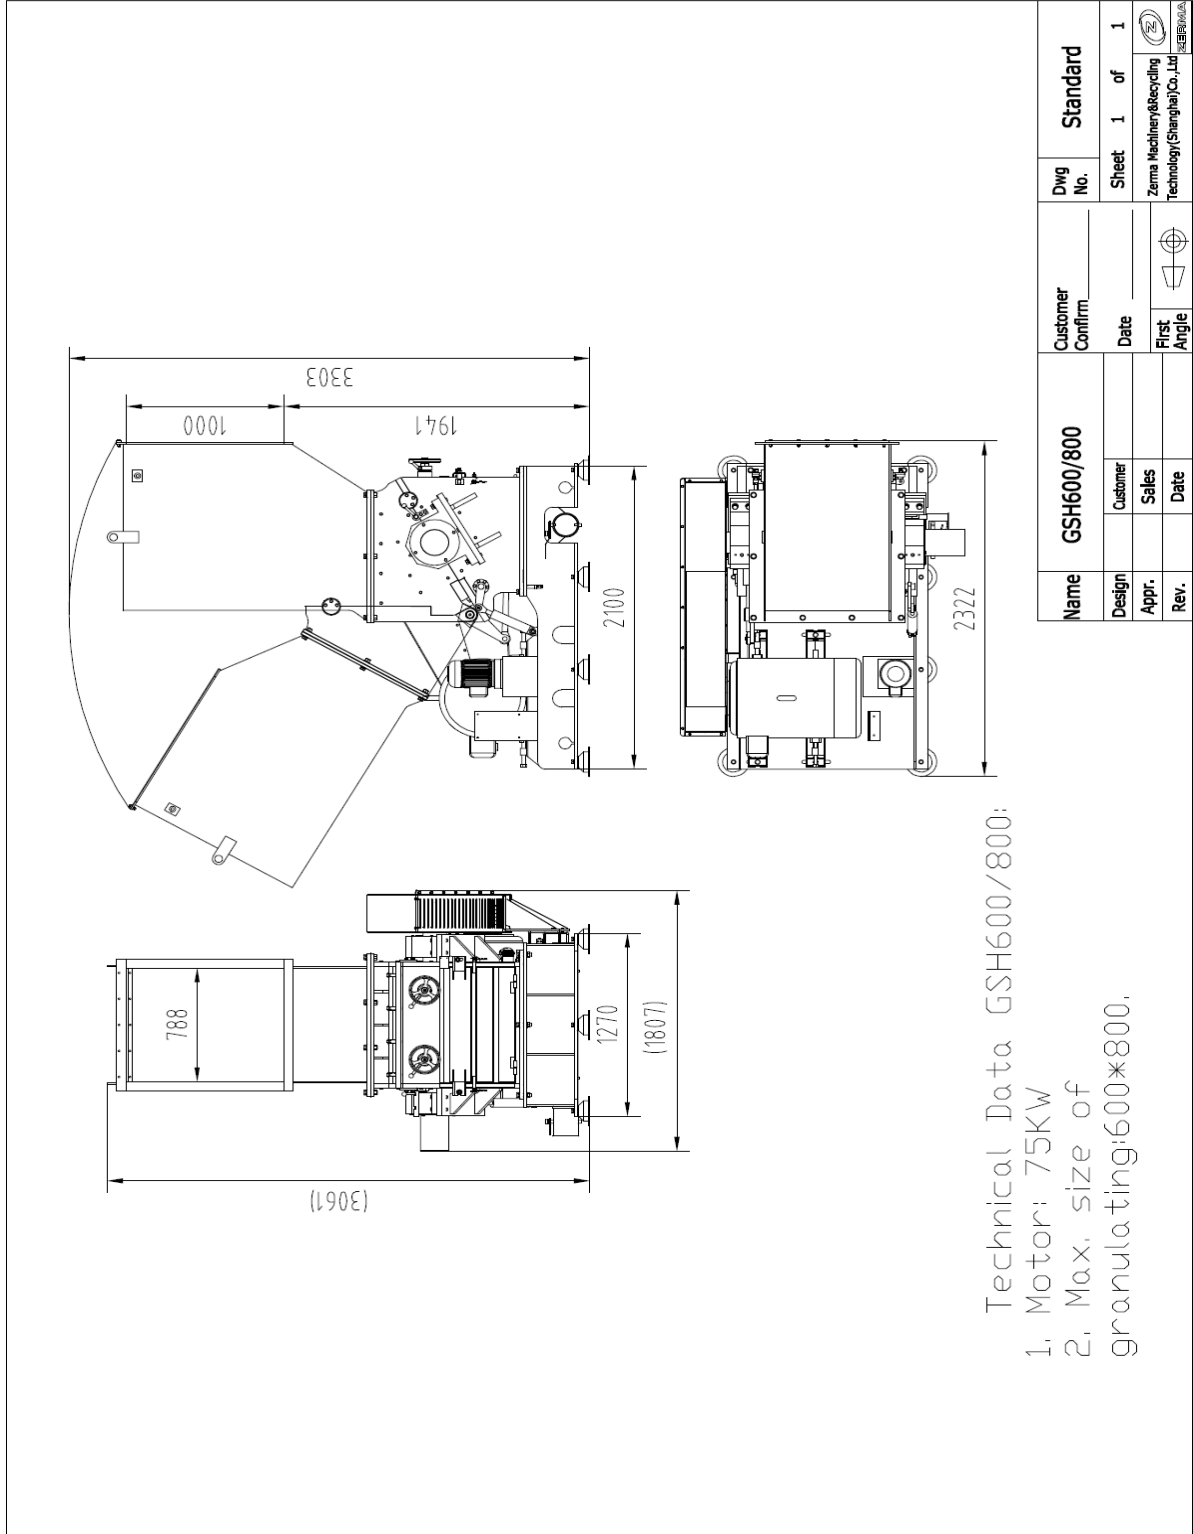 (3061)
788
1270
(1807)
3303
1000
1941
2100
2322
Technical Data GSH600/800:
1. Motor: 75KW
2. Max. size of
granulating:600*800.
Name
GSH600/800
Customer
Confirm
Dwg
No.
Standard
Design
Customer
Date
Sheet 1 of 1
Appr.
Sales
First
Angle
Zerma Machinery&Recycling
Technology(Shanghai)Co.,Ltd
Rev.
Date
Z
ZERMA